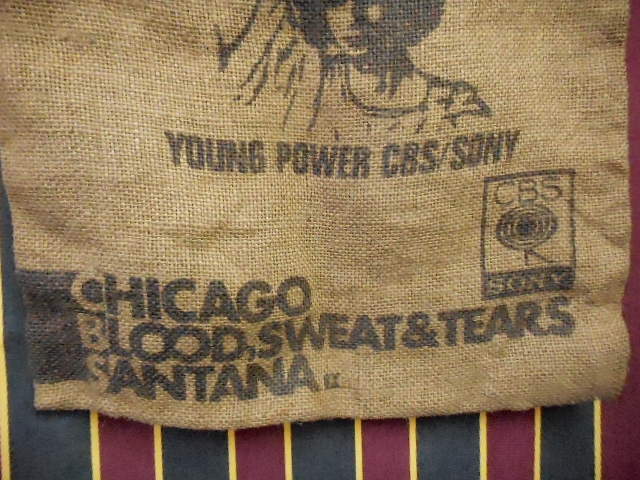 YOUNG POWER CBS/SONY
CBS
SONY
CHICAGO
BLOOD, SWEAT & TEARS
SANTANA